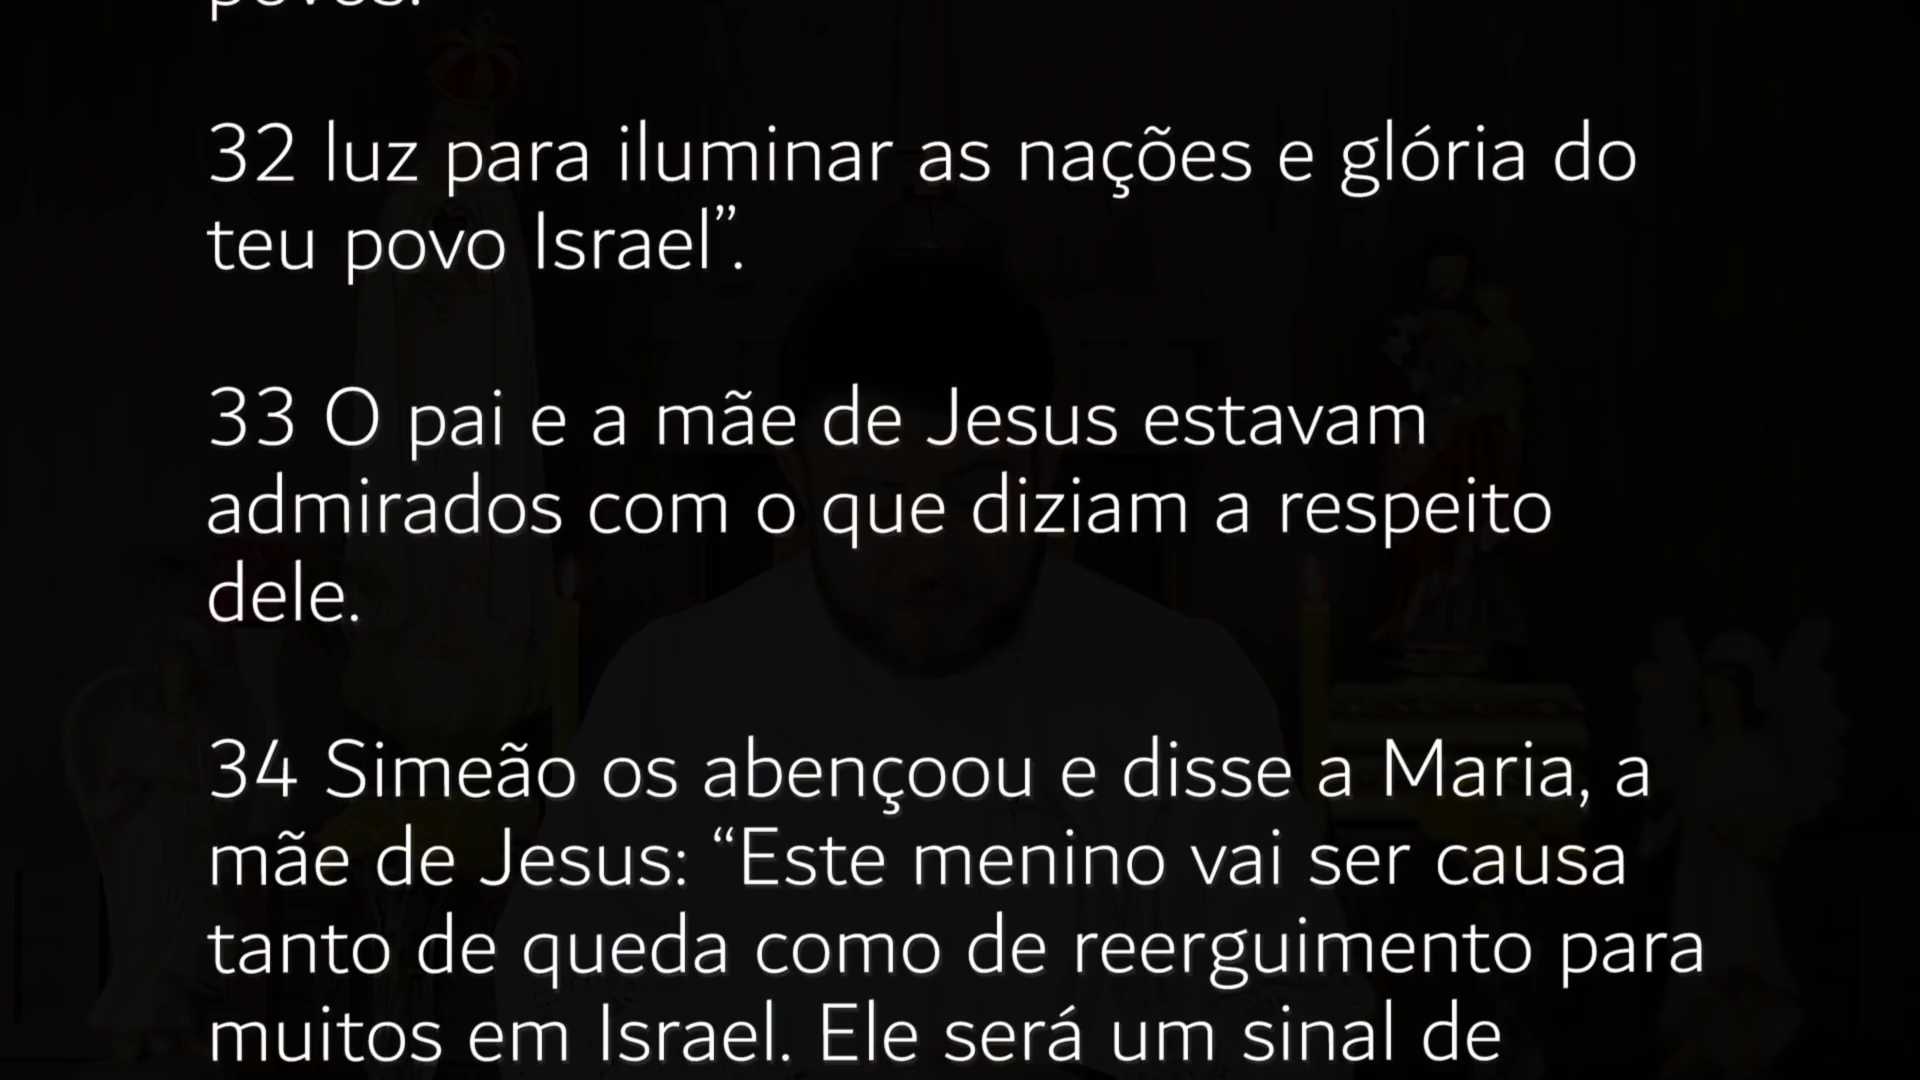 povos:
32 luz para iluminar as nações e glória do
teu povo Israel”.
33 O pai e a mãe de Jesus estavam
admirados com o que diziam a respeito
dele.
34 Simeão os abençoou e disse a Maria, a
mãe de Jesus: “Este menino vai ser causa
tanto de queda como de reerguimento para
muitos em Israel. Ele será um sinal de